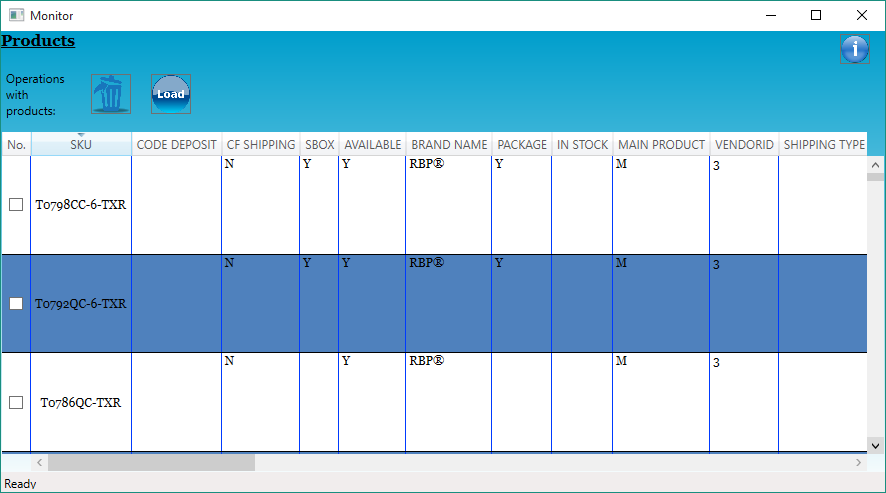 Monitor
Products
i
Operations
with
products:
Load
No. SKU CODE DEPOSIT CF SHIPPING SBOX AVAILABLE BRAND NAME PACKAGE IN STOCK MAIN PRODUCT VENDORID SHIPPING TYPE
T0798CC-6-TXR N Y Y RBP® Y M 3
T0792QC-6-TXR N Y Y RBP® Y M 3
T0786QC-TXR N Y RBP® M 3
Ready